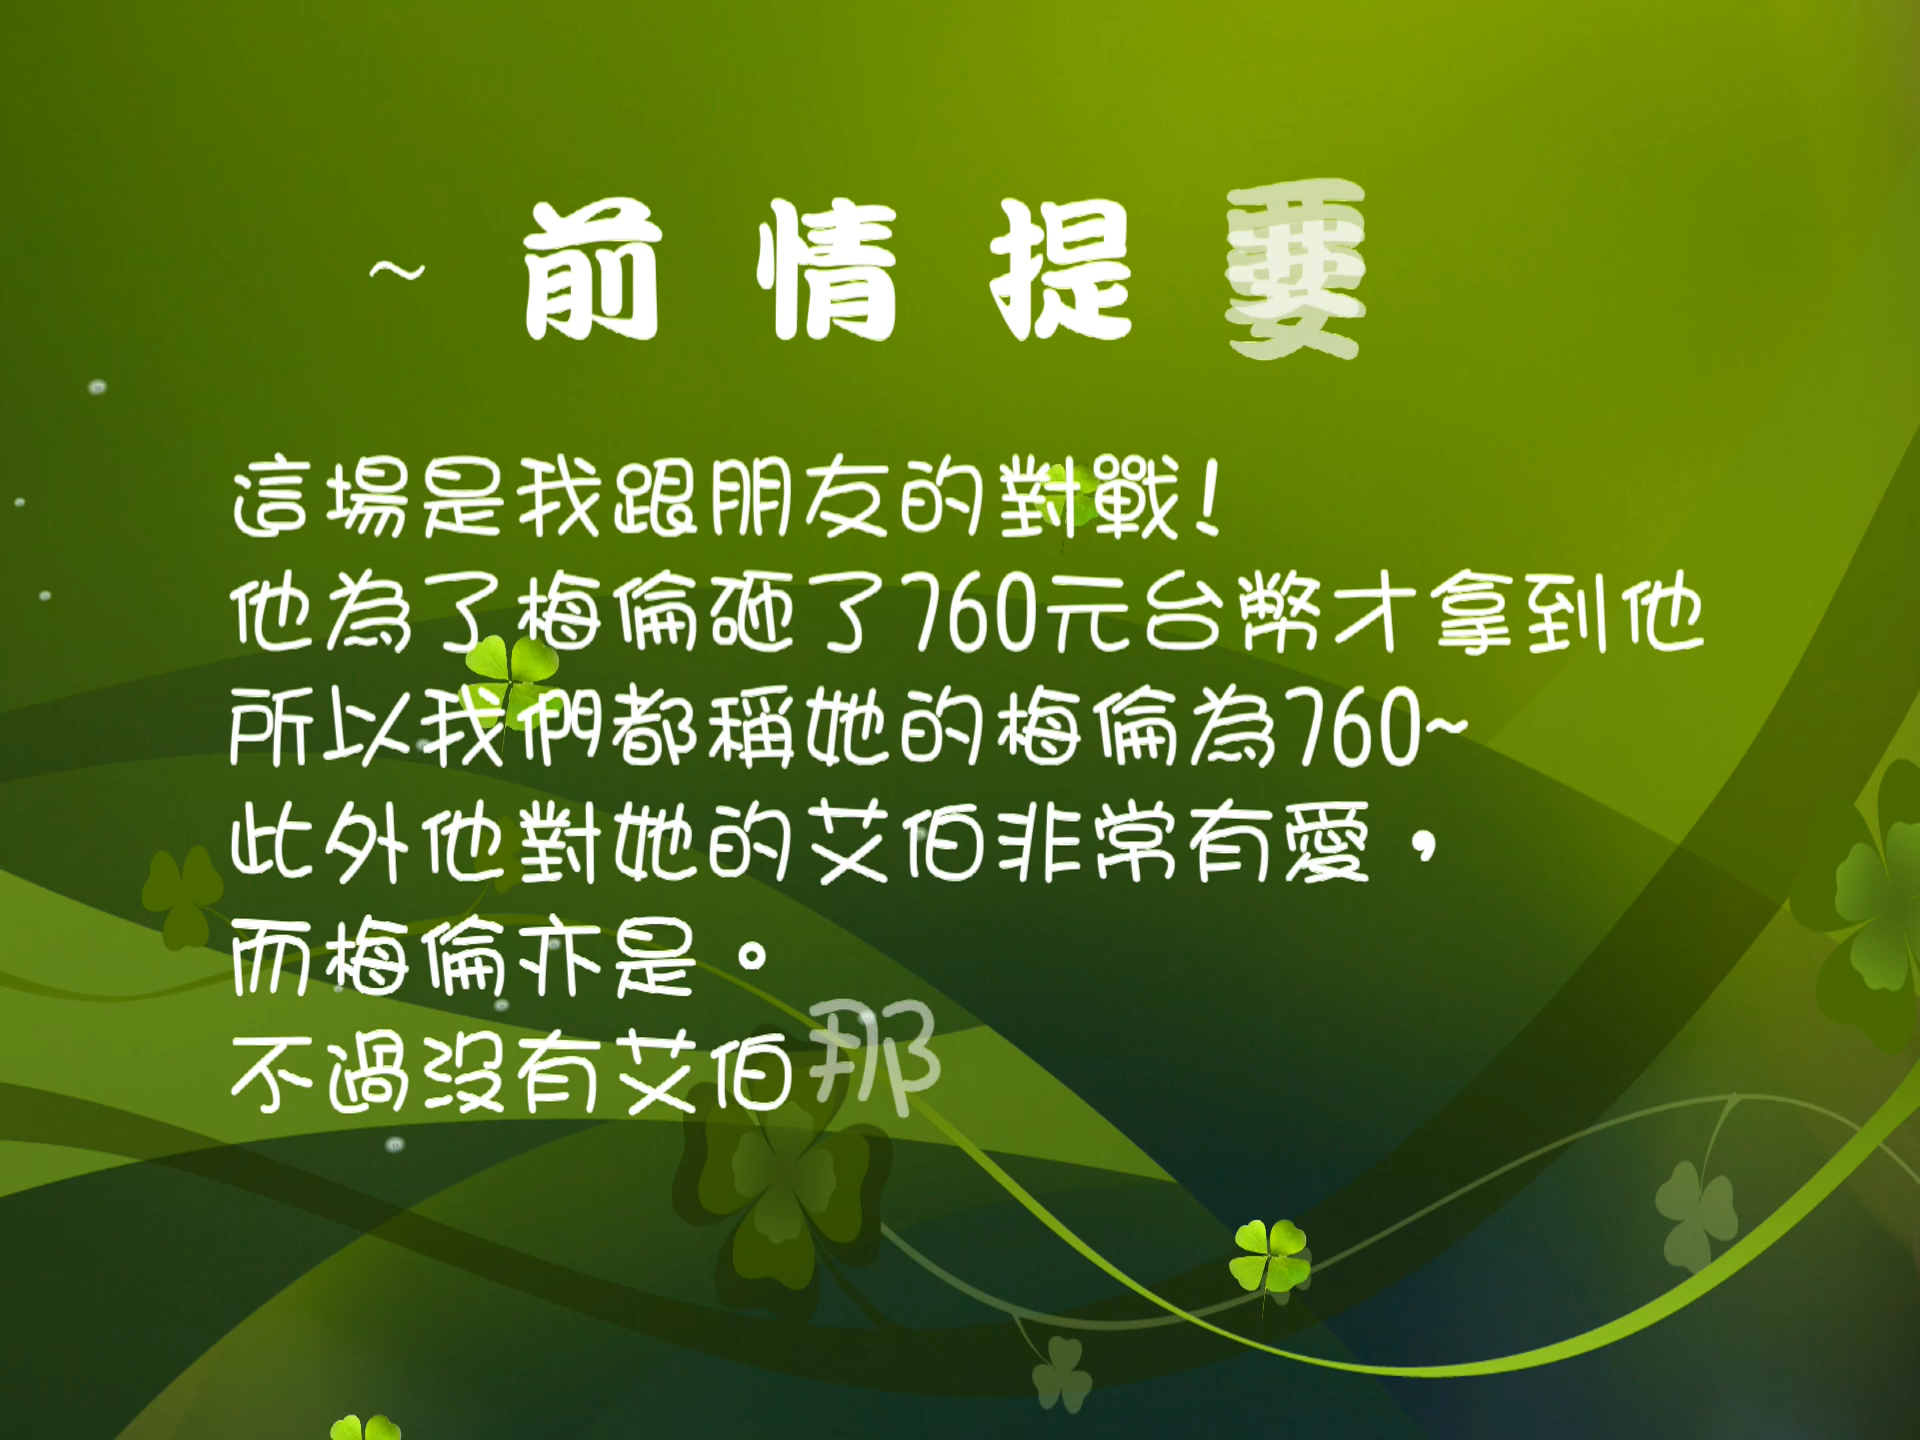 ~ 前情提要
這場是我跟朋友的對戰!
他為了梅倫砸了760元台幣才拿到他
所以我們都稱她的梅倫為760~
此外他對她的艾伯非常有愛，
而梅倫亦是。
不過沒有艾伯那